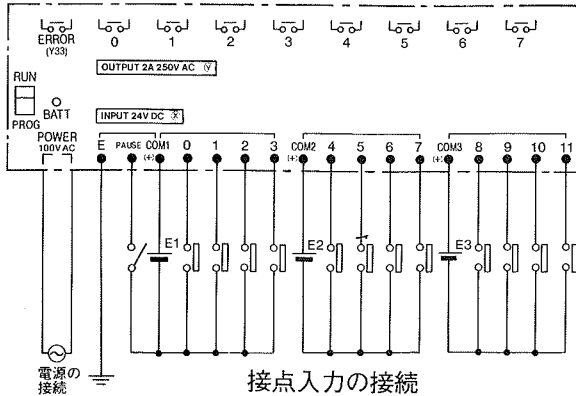 ERROR
(Y33)
0 1 2 3 4 5 6 7
OUTPUT 2A 250V AC Ⓨ
RUN
BATT
PROG
INPUT 24V DC Ⓧ
POWER
100V AC
E PAUSE COM1 0 1 2 3 COM2 4 5 6 7 COM3 8 9 10 11
(+) (+) (+)
E1 E2 E3
電源の
接続
接点入力の接続